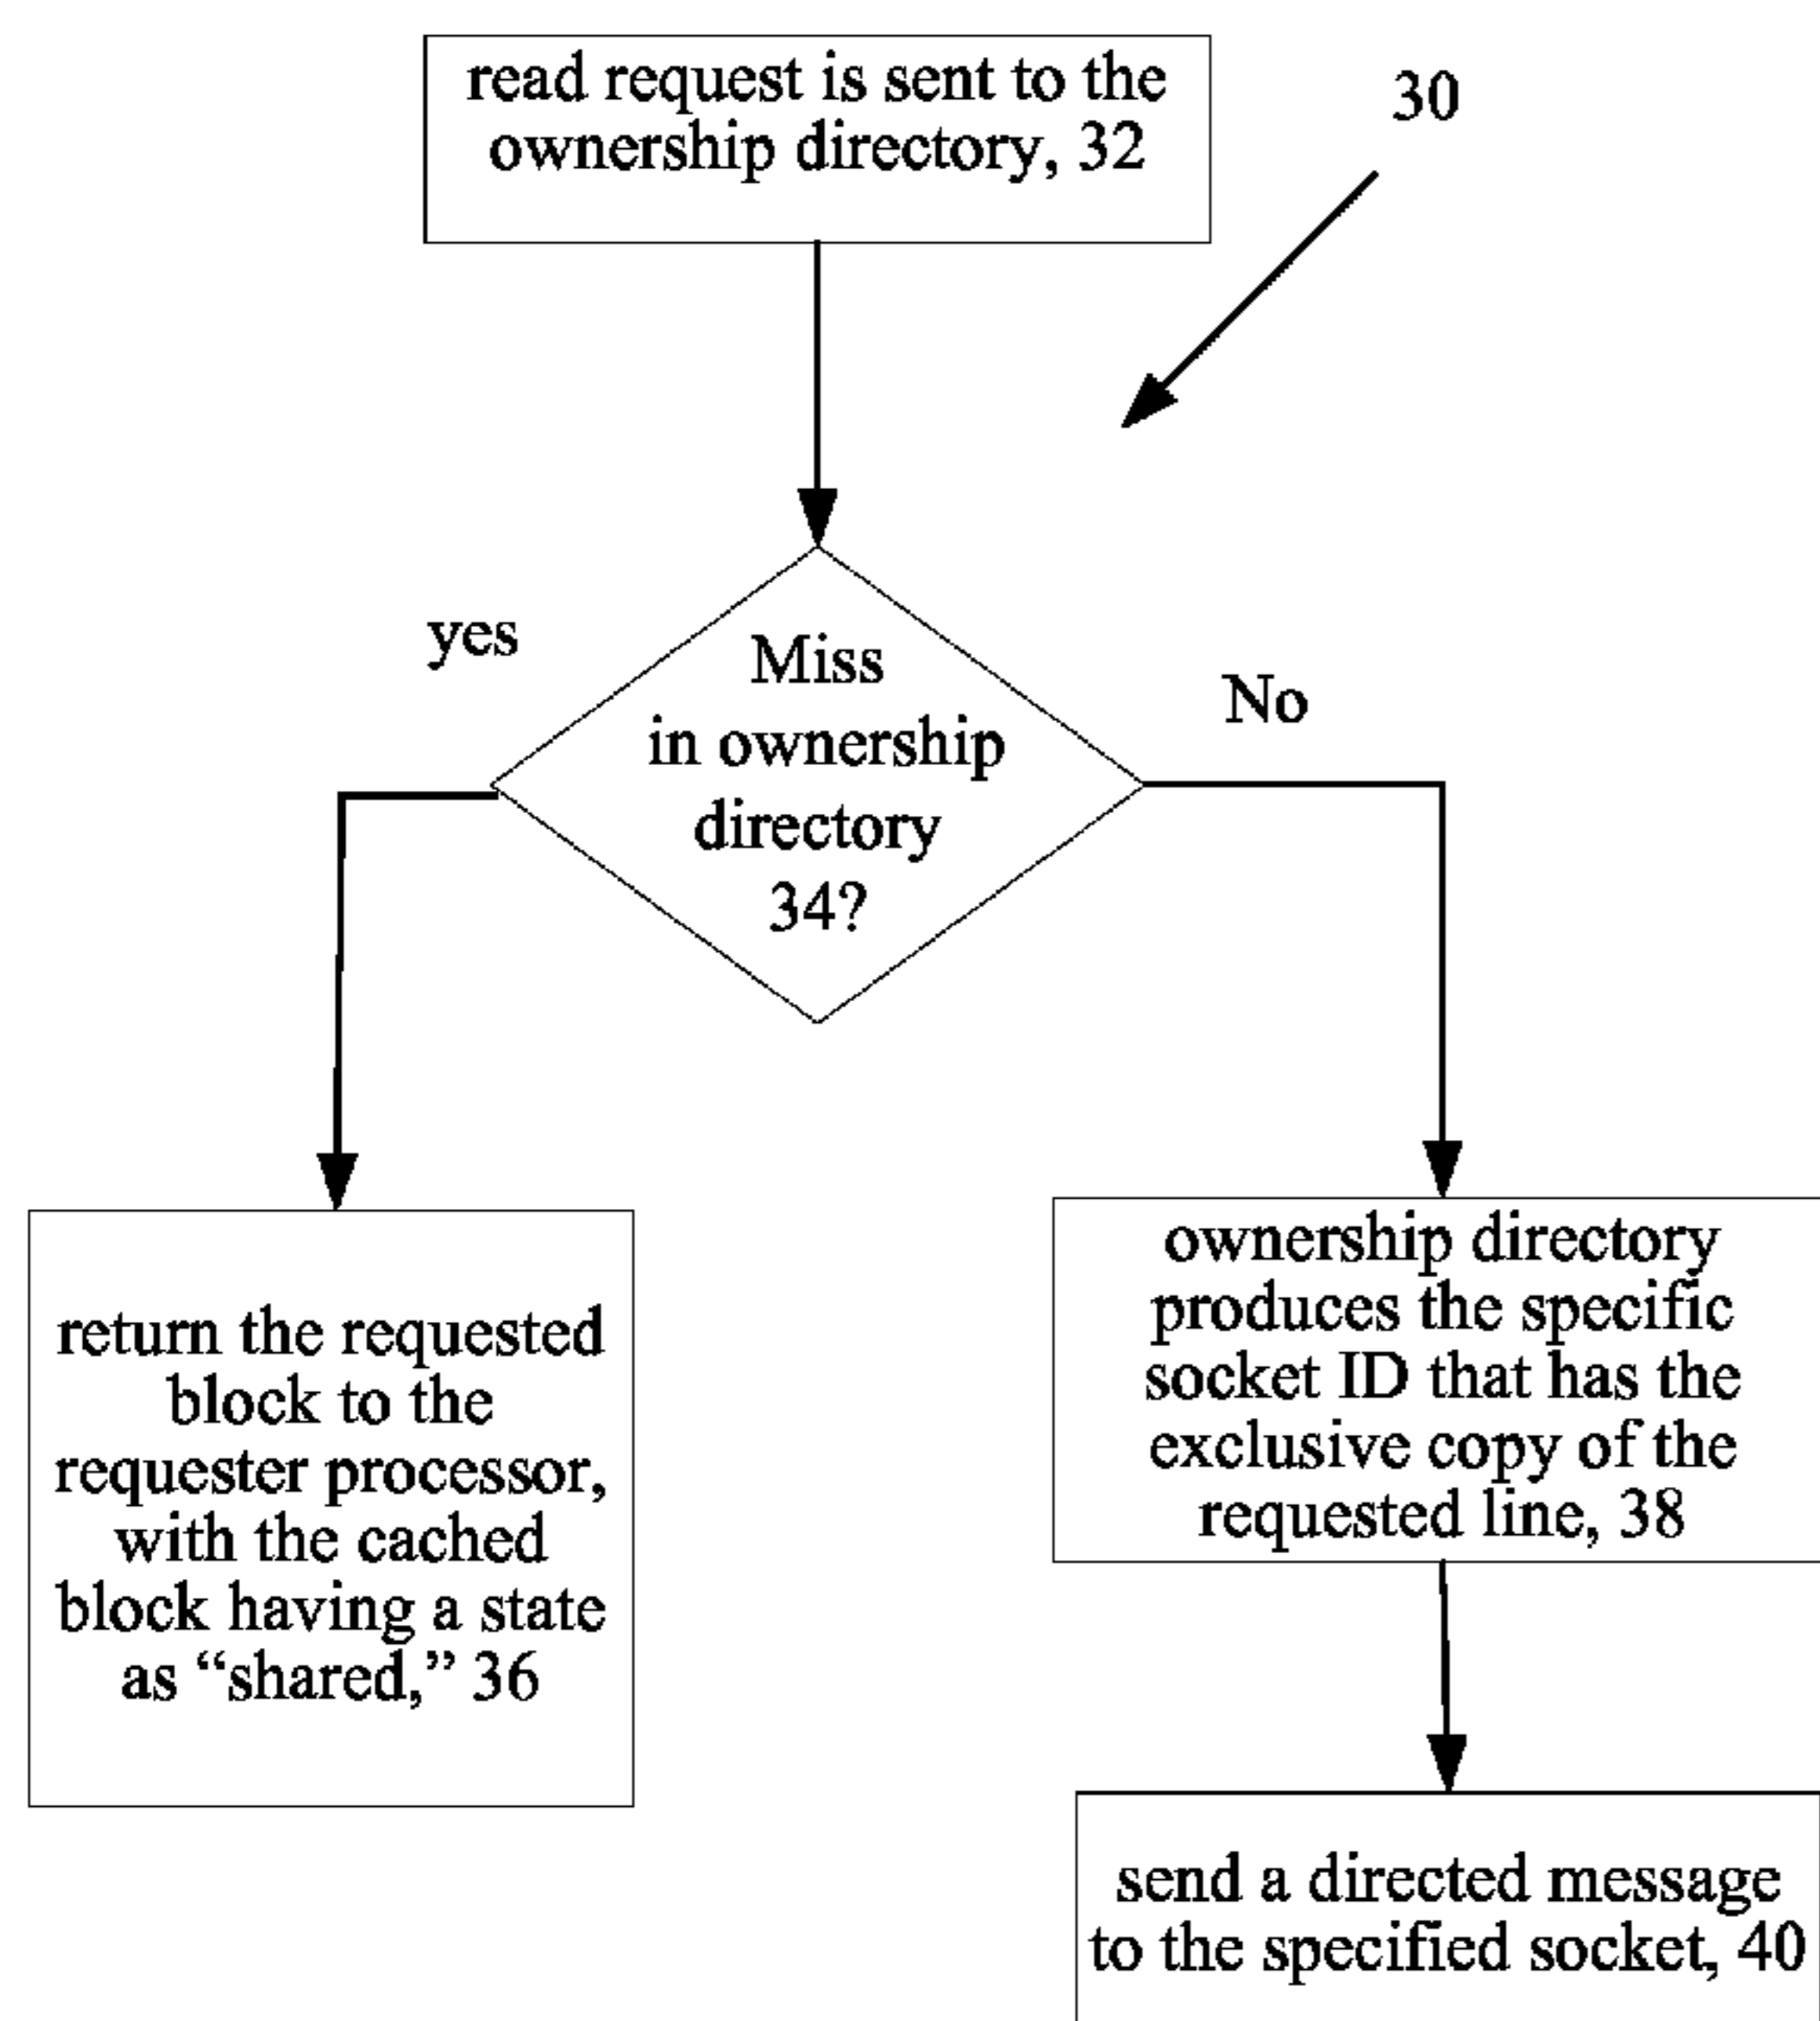 read request is sent to the
ownership directory, 32
30
yes
Miss
in ownership
directory
34?
No
return the requested
block to the
requester processor,
with the cached
block having a state
as “shared,” 36
ownership directory
produces the specific
socket ID that has the
exclusive copy of the
requested line, 38
send a directed message
to the specified socket, 40